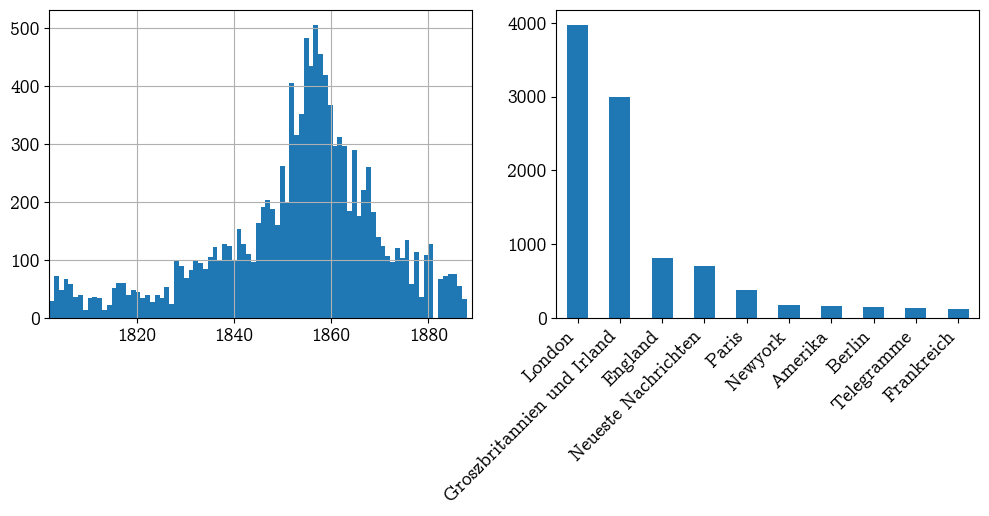 500
400
300
200
100
0
1820 1840 1860 1880
4000
3000
2000
1000
0
London
Groszbritannien und Irland
England
Neueste Nachrichten
Paris
Newyork
Amerika
Berlin
Telegramme
Frankreich